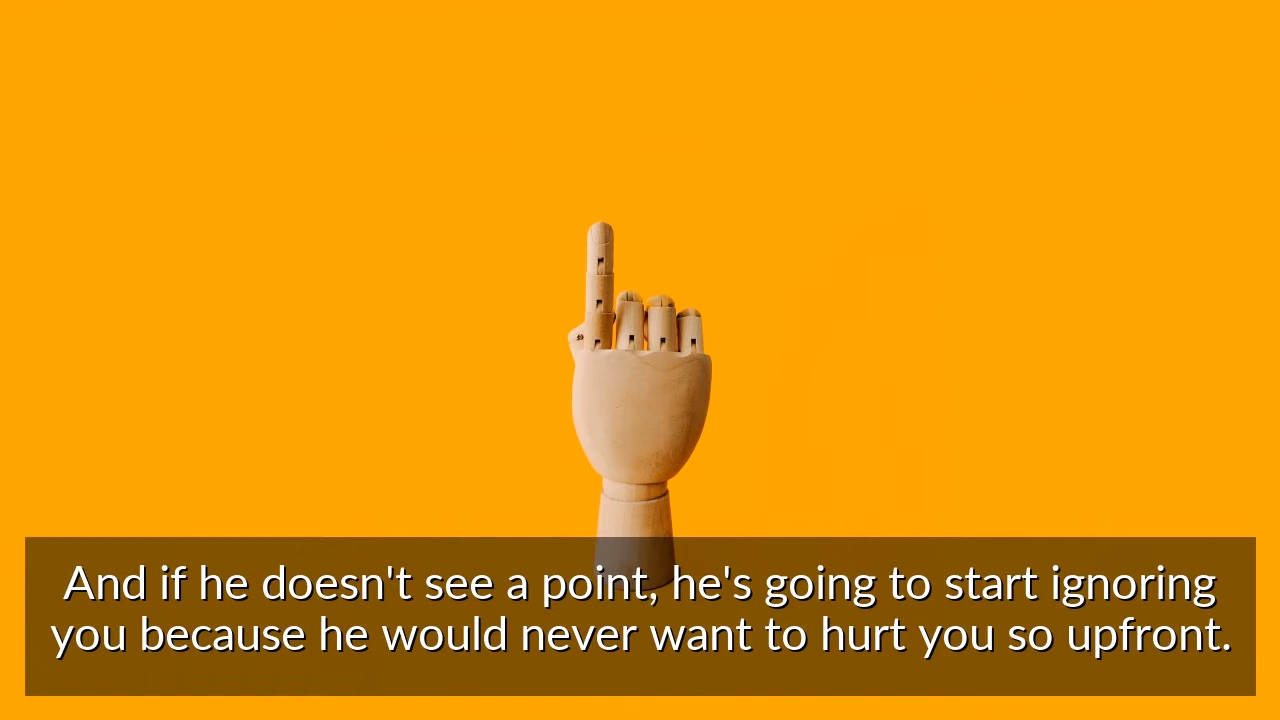 And if he doesn't see a point, he's going to start ignoring
you because he would never want to hurt you so upfront.